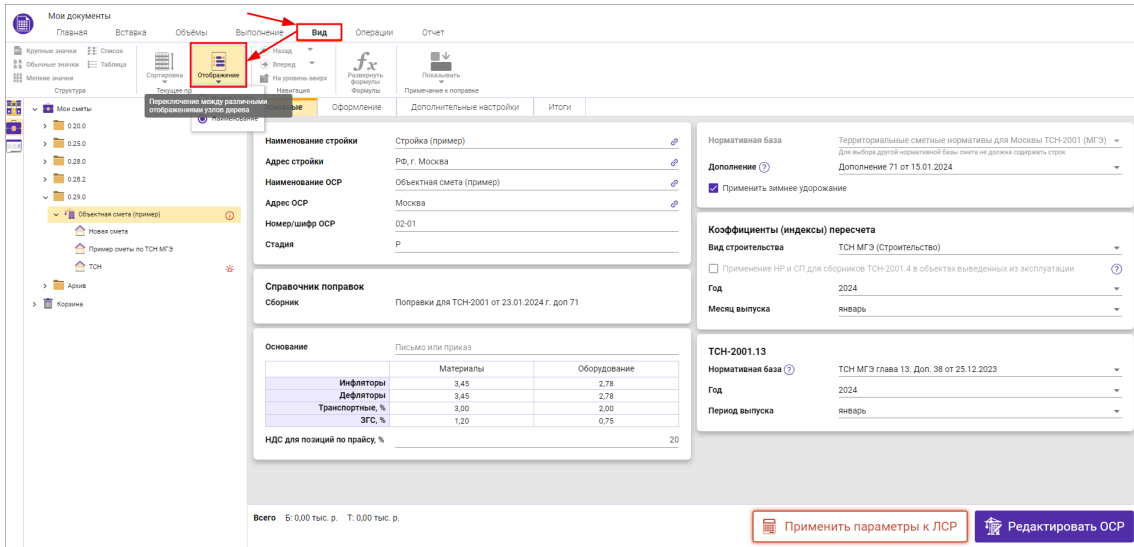 Мои документы
Главная Вставка Объёмы Выполнение Вид Операции Отчет
Крупные значки Список
Обычные значки Таблица
Мелкие значки
Структура
Сортировка
Отображение
Назад
Вперед
На уровень вверх
Навигация
Развернуть формулы
Формулы
Показывать
Примечание к поправке
Переключение между различными
отображениями узлов дерева
Наименование
Мои сметы
0.20.0
0.25.0
0.28.0
0.28.2
0.29.0
Объектная смета (пример)
Новая смета
Пример сметы по ТСН МГЭ
ТСН
Архив
Корзина
Оформление Дополнительные настройки Итоги
Наименование стройки Стройка (пример)
Адрес стройки РФ, г. Москва
Наименование ОСР Объектная смета (пример)
Адрес ОСР Москва
Номер/шифр ОСР 02-01
Стадия Р
Справочник поправок
Сборник Поправки для ТСН-2001 от 23.01.2024 г. доп 71
Основание Письмо или приказ
Материалы Оборудование
Инфляторы 3,45 2,78
Дефляторы 3,45 2,78
Транспортные, % 3,00 2,00
ЗГС, % 1,20 0,75
НДС для позиций по прайсу, % 20
Нормативная база Территориальные сметные нормативы для Москвы ТСН-2001 (МГЭ)
Для выбора другой нормативной базы смета не должна содержать строк
Дополнение Дополнение 71 от 15.01.2024
Применить зимнее удорожание
Коэффициенты (индексы) пересчета
Вид строительства ТСН МГЭ (Строительство)
Применение НР и СП для сборников ТСН-2001.4 в объектах выведенных из эксплуатации
Год 2024
Месяц выпуска январь
ТСН-2001.13
Нормативная база ТСН МГЭ глава 13. Доп. 38 от 25.12.2023
Год 2024
Период выпуска январь
Всего Б: 0,00 тыс. р. Т: 0,00 тыс. р.
Применить параметры к ЛСР
Редактировать ОСР